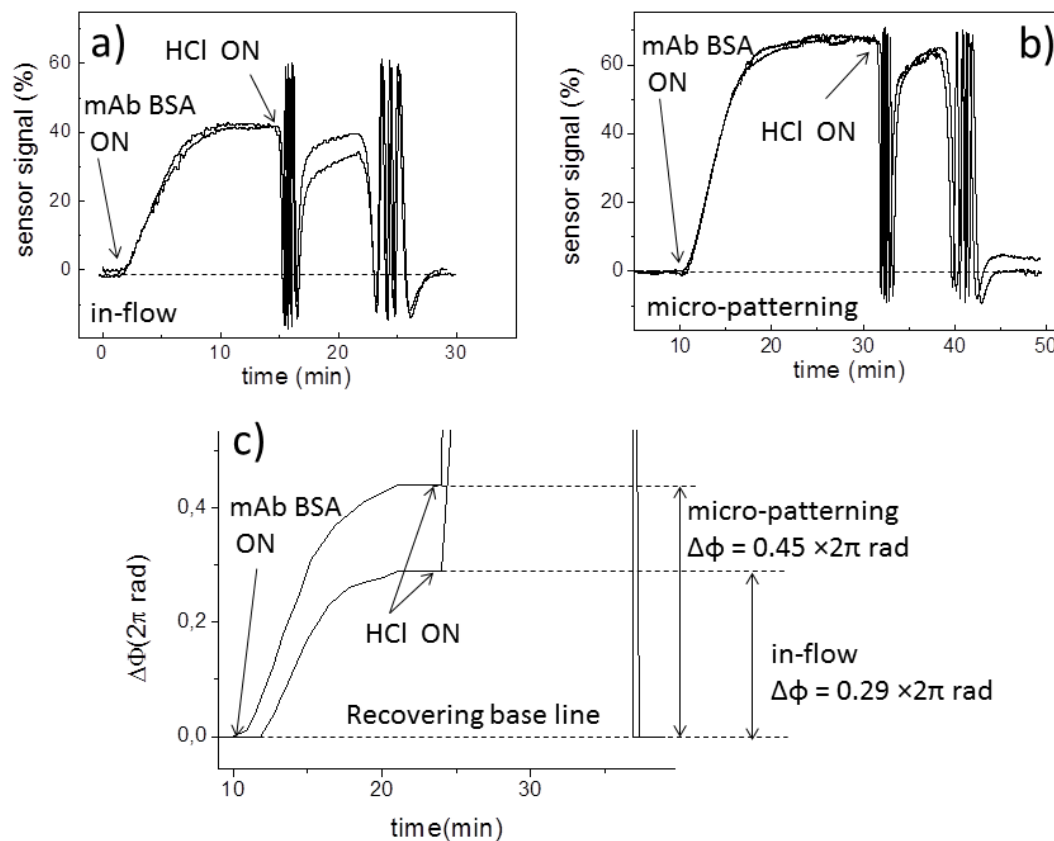 a)
HCl ON
mAb BSA
ON
sensor signal (%)
60
40
20
0
in-flow
0 10 20 30
time (min)
b)
mAb BSA
ON
HCl ON
sensor signal (%)
60
40
20
0
micro-patterning
10 20 30 40 50
time (min)
c)
mAb BSA
ON
HCl ON
ΔΦ(2π rad)
0,4
0,2
0,0
Recovering base line
10 20 30
time(min)
micro-patterning
Δϕ = 0.45 ×2π rad
in-flow
Δϕ = 0.29 ×2π rad